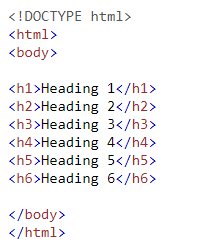 <!DOCTYPE html>
<html>
<body>

<h1>Heading 1</h1>
<h2>Heading 2</h2>
<h3>Heading 3</h3>
<h4>Heading 4</h4>
<h5>Heading 5</h5>
<h6>Heading 6</h6>

</body>
</html>